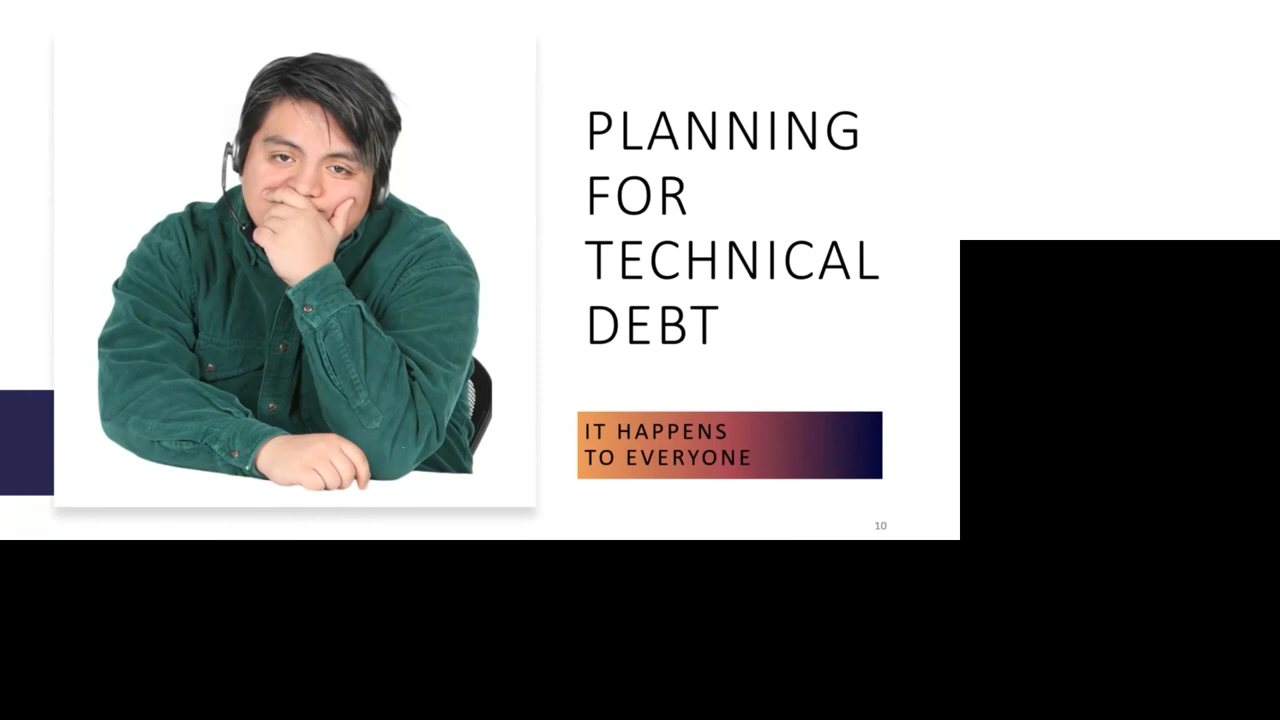 PLANNING
FOR
TECHNICAL
DEBT
IT HAPPENS
TO EVERYONE
10